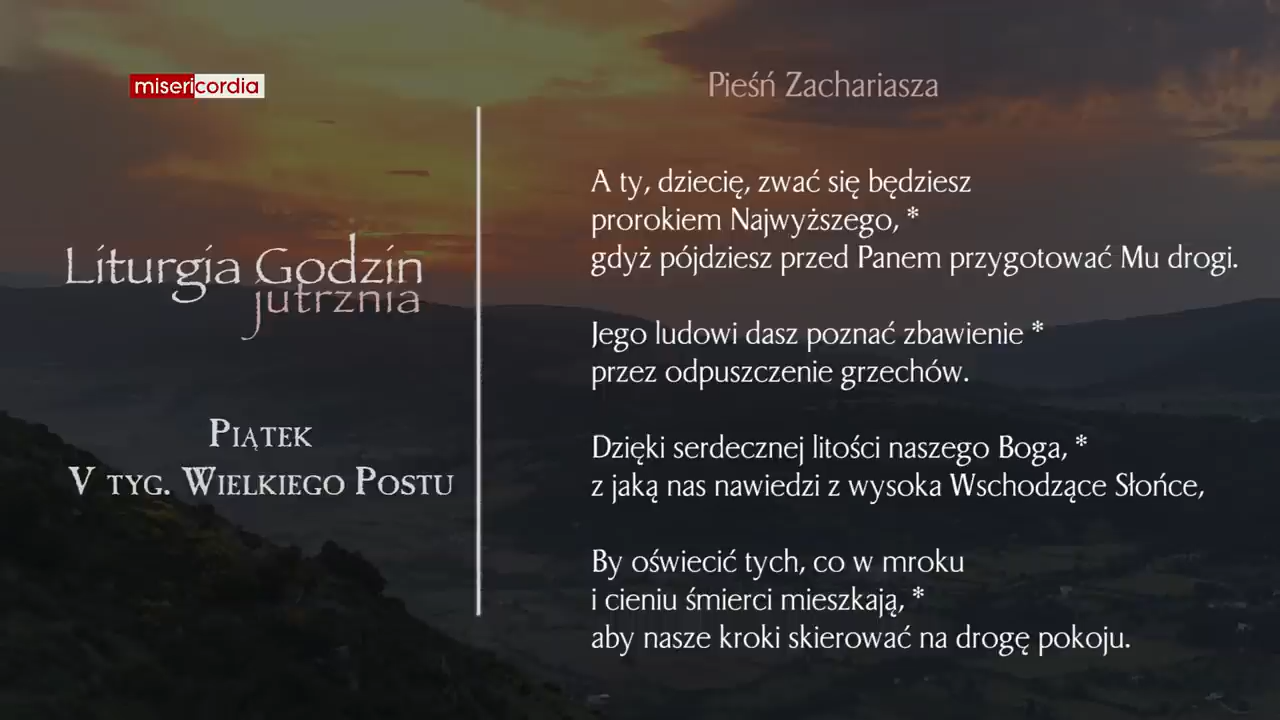 misericordia
Pieśń Zachariasza
Liturgia Godzin
jutrznia
Piątek
V tyg. Wielkiego Postu
A ty, dziecię, zwać się będziesz
prorokiem Najwyższego, *
gdyż pójdziesz przed Panem przygotować Mu drogi.
Jego ludowi dasz poznać zbawienie *
przez odpuszczenie grzechów.
Dzięki serdecznej litości naszego Boga, *
z jaką nas nawiedzi z wysoka Wschodzące Słońce,
By oświecić tych, co w mroku
i cieniu śmierci mieszkają, *
aby nasze kroki skierować na drogę pokoju.